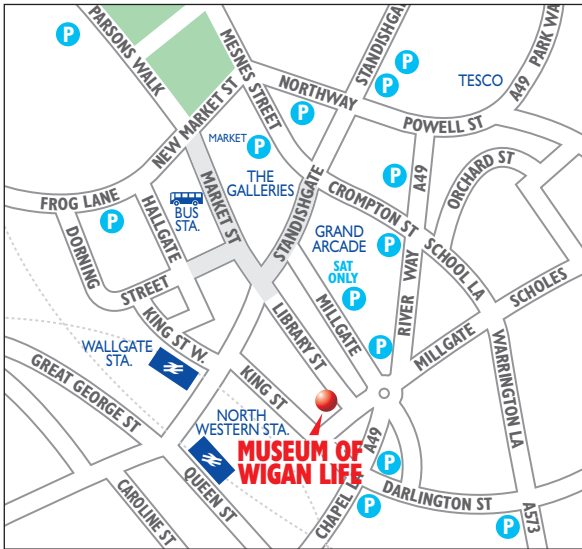 PARSONS WALK
P
MESNES STREET
STANDISHGATE
P
P
PARK WAY
A49
TESCO
NORTHWAY
P
POWELL ST
NEW MARKET ST
MARKET
P
THE
GALLERIES
MARKET ST
STANDISHGATE
P
A49
ORCHARD ST
CROMPTON ST
FROG LANE
HALLGATE
BUS
STA.
P
DORNING
STREET
GRAND
ARCADE
SAT
ONLY
P
P
SCHOOL LA
RIVER WAY
SCHOLES
MILLGATE
MILLGATE
LIBRARY ST
KING ST W.
WALLGATE
STA.
P
WARRINGTON LA
GREAT GEORGE ST
KING ST
NORTH
WESTERN STA.
MUSEUM OF
WIGAN LIFE
A49
P
CHAPEL LA
P
DARLINGTON ST
P
A573
QUEEN ST
CAROLINE ST